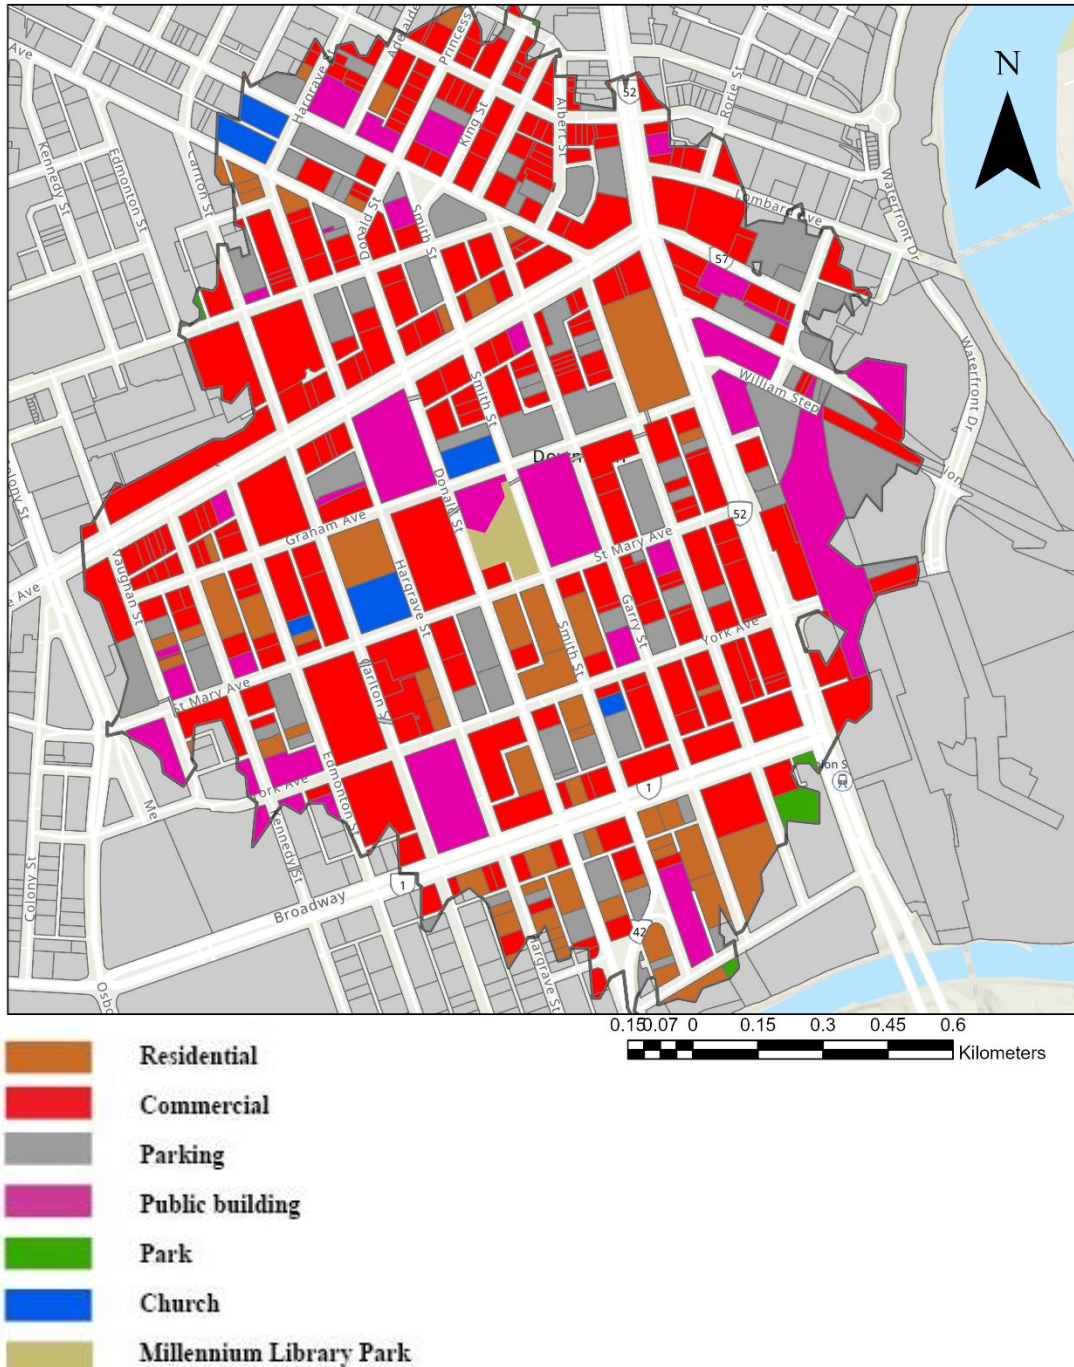 Ave
Hargrave St
Adelaide
Princess
King St
Albert St
52
Rorie St
N
Kennedy St
Edmonton St
Carlton St
Donald St
Smith St
Lombard Ave
Waterfront Dr
57
Smith St
William Step
Waterfront Dr
Colony St
Donald St
52
Graham Ave
Vaughan St
Hargrave St
St Mary Ave
Garry St
York Ave
Smith St
St Mary Ave
Carlton S
York Ave
Edmonton St
Kennedy St
Me
1
nion S
Colony St
Broadway
1
Hargrave St
42
Osbo
0.15 0.07 0 0.15 0.3 0.45 0.6
Kilometers
Residential
Commercial
Parking
Public building
Park
Church
Millennium Library Park